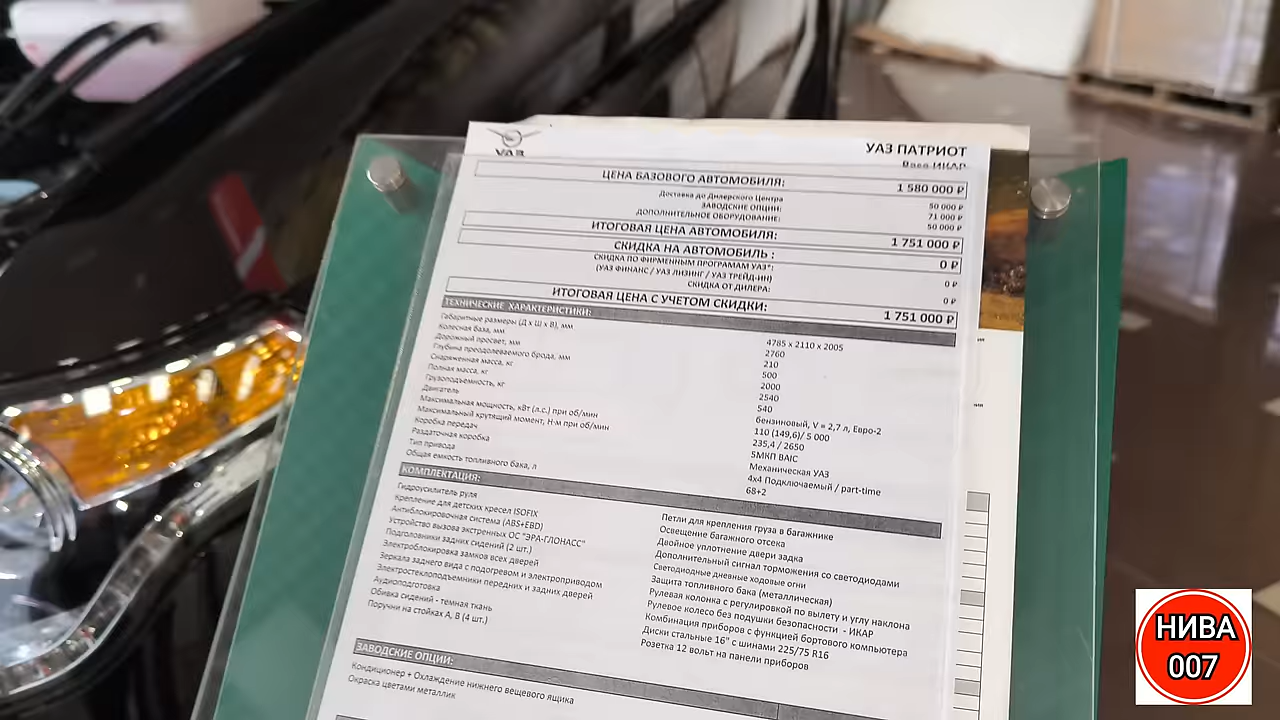 УАЗ
УАЗ ПАТРИОТ
База ИКАР
ЦЕНА БАЗОВОГО АВТОМОБИЛЯ: 1 580 000 ₽
Доставка до Дилерского Центра 50 000 ₽
ЗАВОДСКИЕ ОПЦИИ: 71 000 ₽
ДОПОЛНИТЕЛЬНОЕ ОБОРУДОВАНИЕ: 50 000 ₽
ИТОГОВАЯ ЦЕНА АВТОМОБИЛЯ: 1 751 000 ₽
СКИДКА НА АВТОМОБИЛЬ : 0 ₽
СКИДКА ПО ФИРМЕННЫМ ПРОГРАМАМ УАЗ*:
(УАЗ ФИНАНС / УАЗ ЛИЗИНГ / УАЗ ТРЕЙД-ИН) 0 ₽
СКИДКА ОТ ДИЛЕРА: 0 ₽
ИТОГОВАЯ ЦЕНА С УЧЕТОМ СКИДКИ: 1 751 000 ₽
ТЕХНИЧЕСКИЕ ХАРАКТЕРИСТИКИ:
Габаритные размеры (Д х Ш х В), мм 4785 х 2110 х 2005
Колесная база, мм 2760
Дорожный просвет, мм 210
Глубина преодолеваемого брода, мм 500
Снаряженная масса, кг 2000
Полная масса, кг 2540
Грузоподъемность, кг 540
Двигатель бензиновый, V = 2,7 л, Евро-2
Максимальная мощность, кВт (л.с.) при об/мин 110 (149,6)/ 5 000
Максимальный крутящий момент, Н·м при об/мин 235,4 / 2650
Коробка передач 5МКП BAIC
Раздаточная коробка Механическая УАЗ
Тип привода 4x4 Подключаемый / part-time
Общая емкость топливного бака, л 68+2
КОМПЛЕКТАЦИЯ:
Гидроусилитель руля
Крепление для детских кресел ISOFIX
Антиблокировочная система (ABS+EBD)
Устройство вызова экстренных ОС "ЭРА-ГЛОНАСС"
Подголовники задних сидений (2 шт.)
Электроблокировка замков всех дверей
Зеркала заднего вида с подогревом и электроприводом
Электростеклоподъемники передних и задних дверей
Аудиоподготовка
Обивка сидений - темная ткань
Поручни на стойках А, В (4 шт.)
Петли для крепления груза в багажнике
Освещение багажного отсека
Двойное уплотнение двери задка
Дополнительный сигнал торможения со светодиодами
Светодиодные дневные ходовые огни
Защита топливного бака (металлическая)
Рулевая колонка с регулировкой по вылету и углу наклона
Рулевое колесо без подушки безопасности - ИКАР
Комбинация приборов с функцией бортового компьютера
Диски стальные 16" с шинами 225/75 R16
Розетка 12 вольт на панели приборов
ЗАВОДСКИЕ ОПЦИИ:
Кондиционер + Охлаждение нижнего вещевого ящика
Окраска цветами металлик
НИВА
007